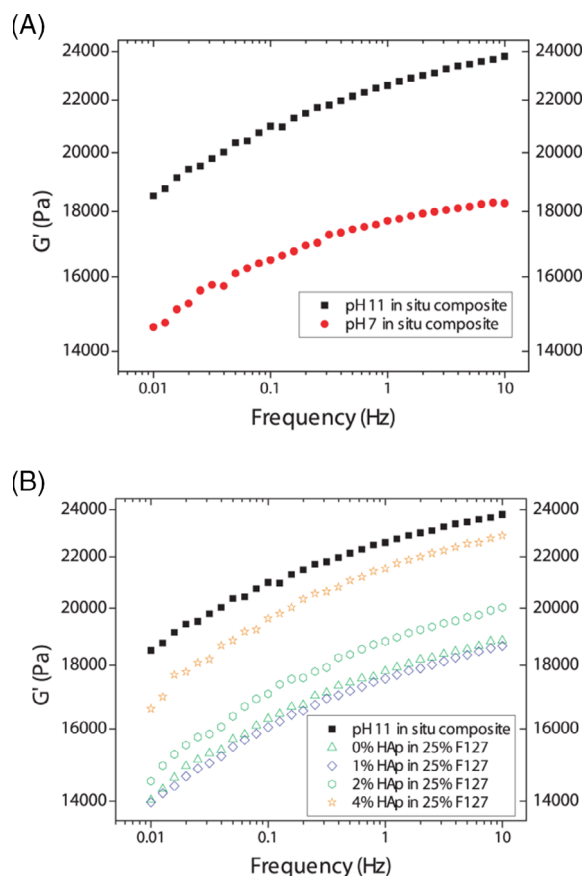 (A)
24000
24000
22000
22000
20000
20000
18000
18000
16000
16000
14000
14000
G' (Pa)
pH 11 in situ composite
pH 7 in situ composite
0.01
0.1
1
10
Frequency (Hz)
(B)
24000
24000
22000
22000
20000
20000
18000
18000
16000
16000
14000
14000
G' (Pa)
pH 11 in situ composite
0% HAp in 25% F127
1% HAp in 25% F127
2% HAp in 25% F127
4% HAp in 25% F127
0.01
0.1
1
10
Frequency (Hz)